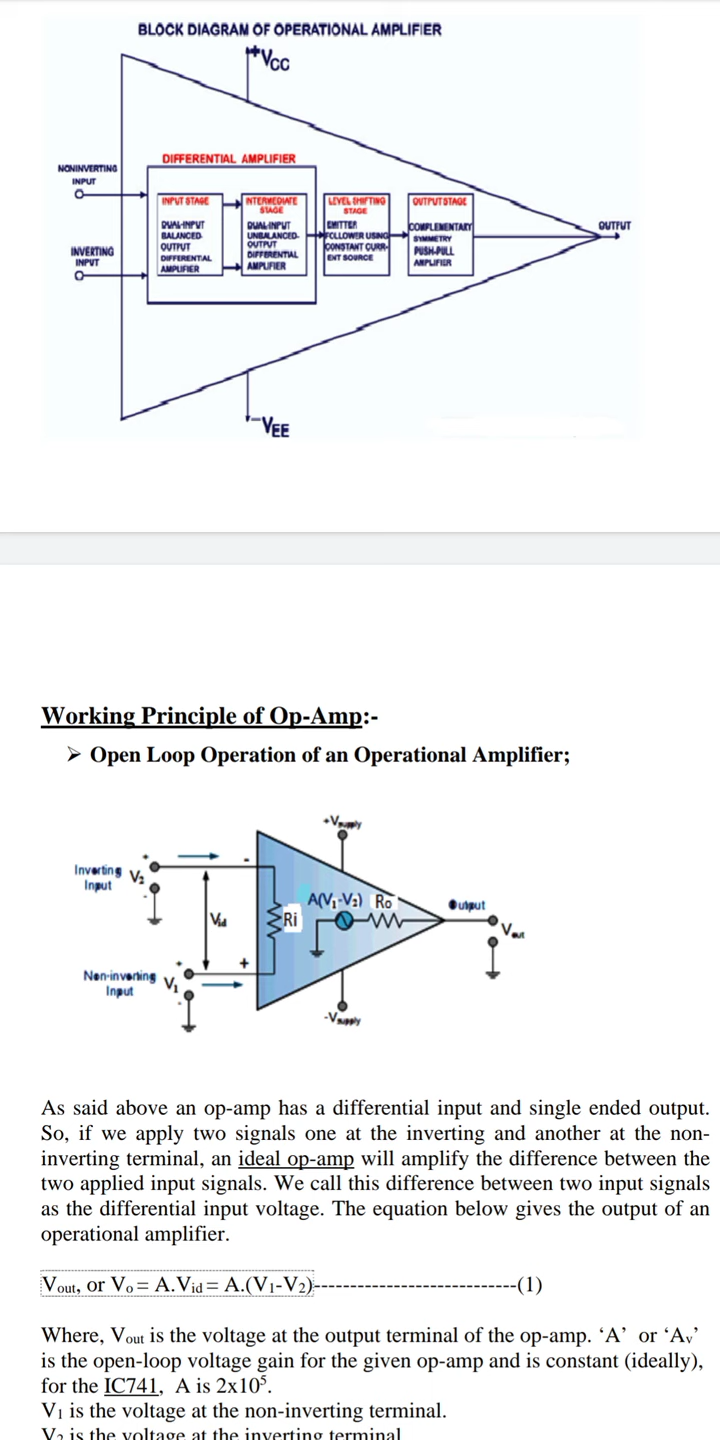 BLOCK DIAGRAM OF OPERATIONAL AMPLIFIER
+VCC
DIFFERENTIAL AMPLIFIER
NONINVERTING
INPUT
INVERTING
INPUT
INPUT STAGE
DUAL-INPUT
BALANCED-
OUTPUT
DIFFERENTAL
AMPLIFIER
INTERMEDIATE
STAGE
DUAL-INPUT
UNBALANCED-
OUTPUT
DIFFERENTIAL
AMPLIFIER
LEVEL SHIFTING
STAGE
EMITTER
FOLLOWER USING
CONSTANT CURR-
ENT SOURCE
OUTPUT STAGE
COMPLEMENTARY
SYMMETRY
PUSH-PULL
AMPLIFIER
OUTPUT
-VEE
Working Principle of Op-Amp:-
➢ Open Loop Operation of an Operational Amplifier;
+Vsupply
Inverting
Input
V2
-
A(V1-V2) Ro
Output
Vid
Ri
Vout
+
Non-inverting
Input
V1
-Vsupply
As said above an op-amp has a differential input and single ended output.
So, if we apply two signals one at the inverting and another at the non-
inverting terminal, an ideal op-amp will amplify the difference between the
two applied input signals. We call this difference between two input signals
as the differential input voltage. The equation below gives the output of an
operational amplifier.
Vout, or Vo = A.Vid = A.(V1-V2)----------------------------(1)
Where, Vout is the voltage at the output terminal of the op-amp. ‘A’ or ‘Av’
is the open-loop voltage gain for the given op-amp and is constant (ideally),
for the IC741, A is 2x10⁵.
V1 is the voltage at the non-inverting terminal.
V2 is the voltage at the inverting terminal